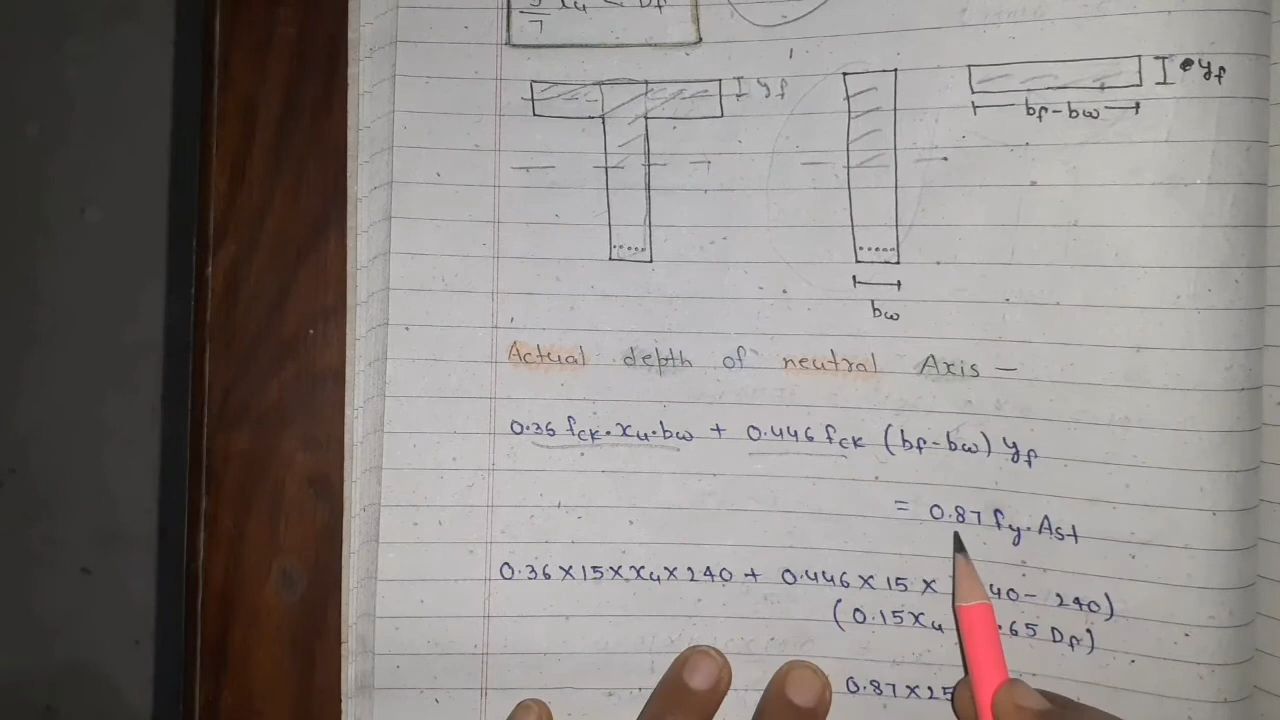 yf
yf
bf-bw
bw
Actual depth of neutral Axis -
0.36 fck·xu·bw + 0.446 fck (bf-bw) yf
= 0.87 fy·Ast
0.36×15×xu×240 + 0.446×15× 40- 240)
(0.15xu .65 Df)
0.87×25